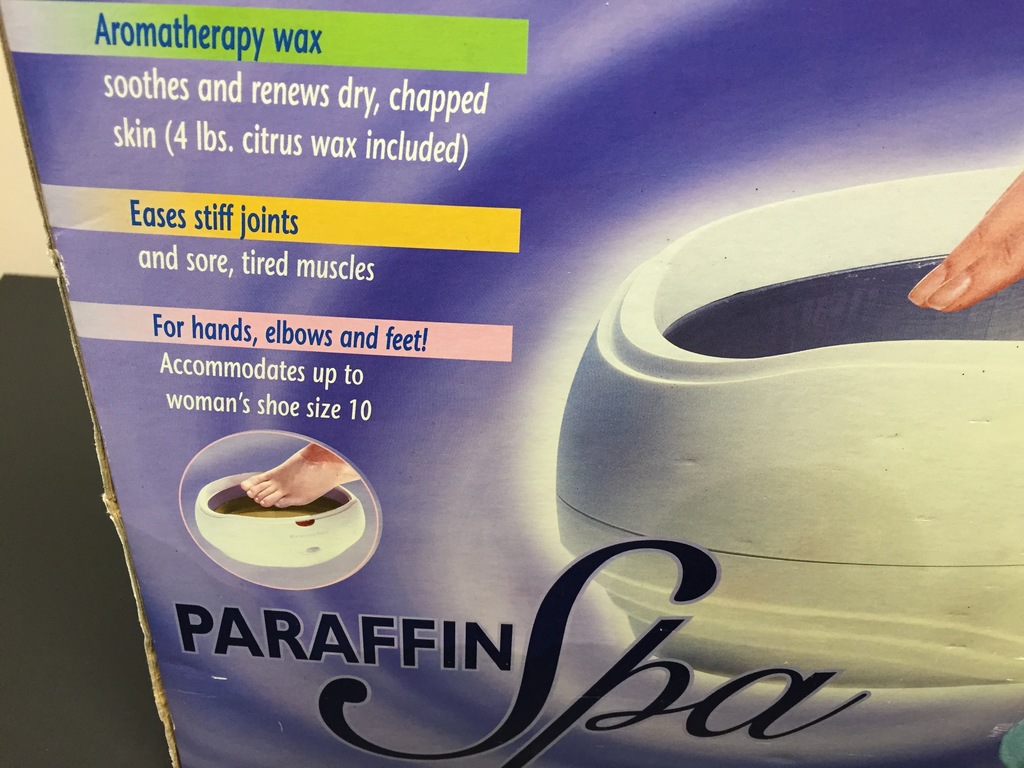 Aromatherapy wax
soothes and renews dry, chapped
skin (4 lbs. citrus wax included)
Eases stiff joints
and sore, tired muscles
For hands, elbows and feet!
Accommodates up to
woman's shoe size 10
PARAFFIN Spa